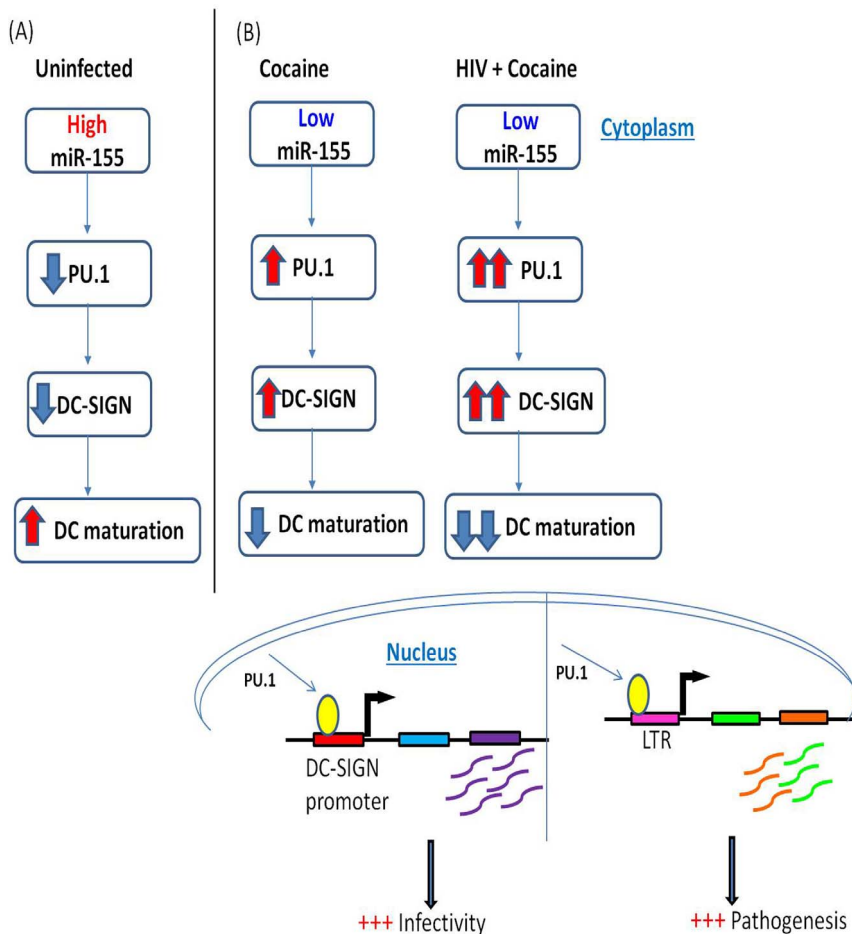 (A)
Uninfected
High
miR-155
PU.1
DC-SIGN
DC maturation
(B)
Cocaine
Low
miR-155
PU.1
DC-SIGN
DC maturation
HIV + Cocaine
Low
miR-155
PU.1
DC-SIGN
DC maturation
Cytoplasm
Nucleus
PU.1
DC-SIGN
promoter
+++ Infectivity
PU.1
LTR
+++ Pathogenesis